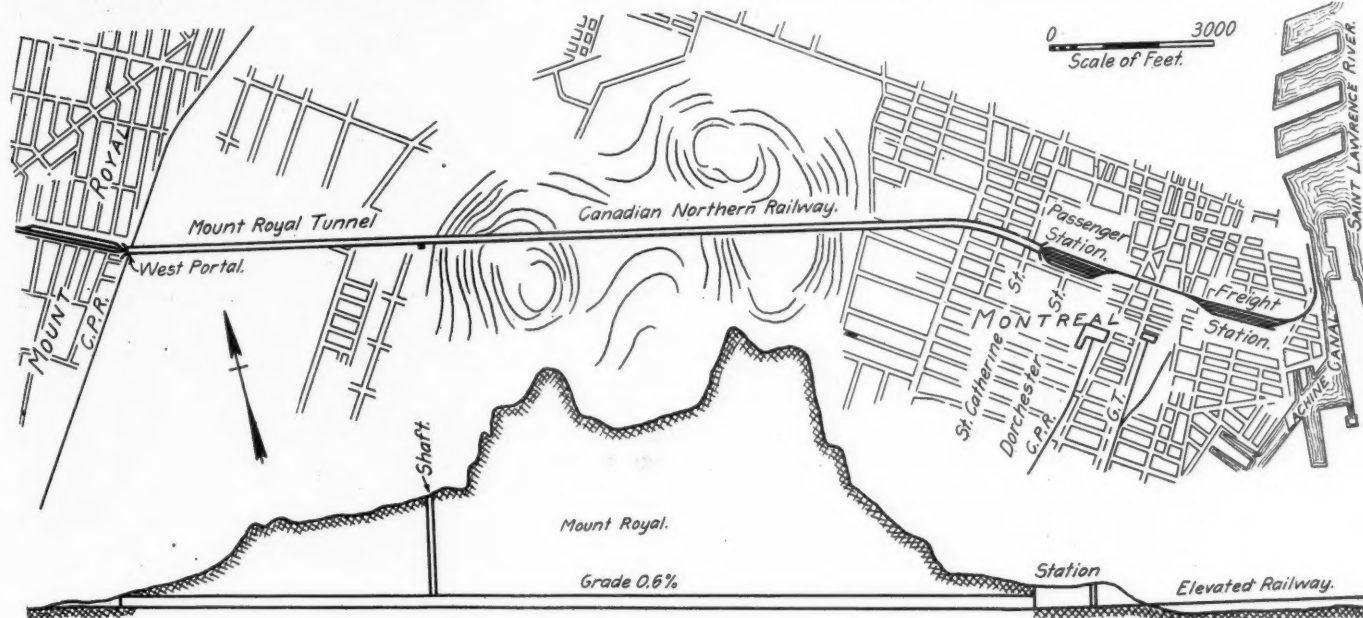 0 3000
Scale of Feet.
SAINT LAWRENCE RIVER.
ROYAL
Mount Royal Tunnel
Canadian Northern Railway.
Passenger
Station.
West Portal.
MOUNT
C.P.R.
St.
St.
Freight
Station.
MONTREAL
St. Catherine
Dorchester
C.P.R.
G.T.
LACHINE CANAL
Shaft.
Mount Royal.
Grade 0.6%
Station
Elevated Railway.